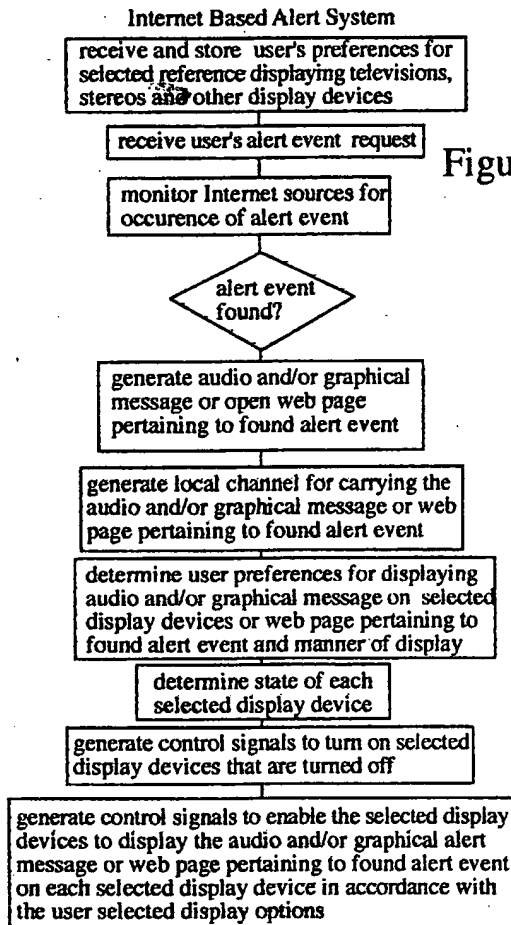 Internet Based Alert System
receive and store user's preferences for
selected reference displaying televisions,
stereos and other display devices
receive user's alert event request
Figu
monitor Internet sources for
occurence of alert event
alert event
found?
generate audio and/or graphical
message or open web page
pertaining to found alert event
generate local channel for carrying the
audio and/or graphical message or web
page pertaining to found alert event
determine user preferences for displaying
audio and/or graphical message on selected
display devices or web page pertaining to
found alert event and manner of display
determine state of each
selected display device
generate control signals to turn on selected
display devices that are turned off
generate control signals to enable the selected display
devices to display the audio and/or graphical alert
message or web page pertaining to found alert event
on each selected display device in accordance with
the user selected display options